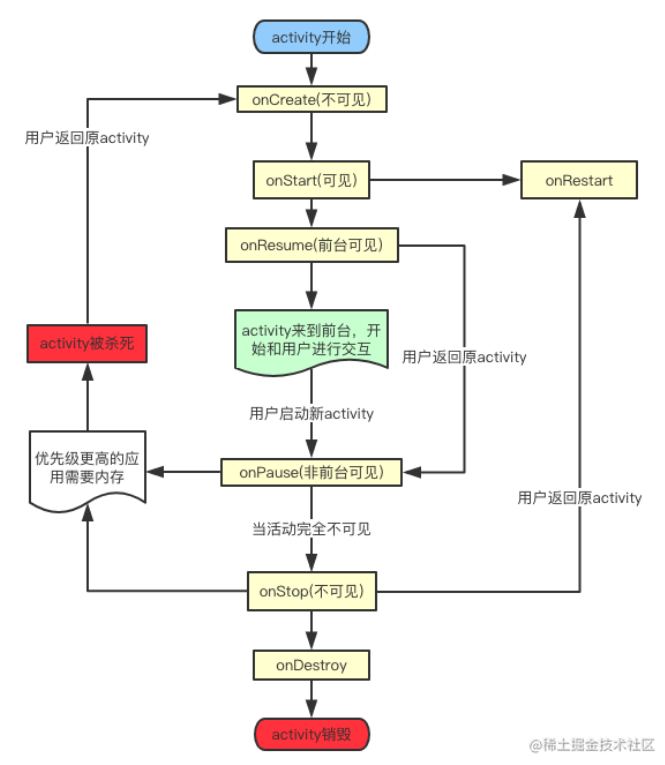 activity开始
onCreate(不可见)
用户返回原activity
onStart(可见)
onRestart
onResume(前台可见)
activity来到前台，开
始和用户进行交互
activity被杀死
用户返回原activity
用户启动新activity
优先级更高的应
用需要内存
onPause(非前台可见)
用户返回原activity
当活动完全不可见
onStop(不可见)
onDestroy
activity销毁
@稀土掘金技术社区